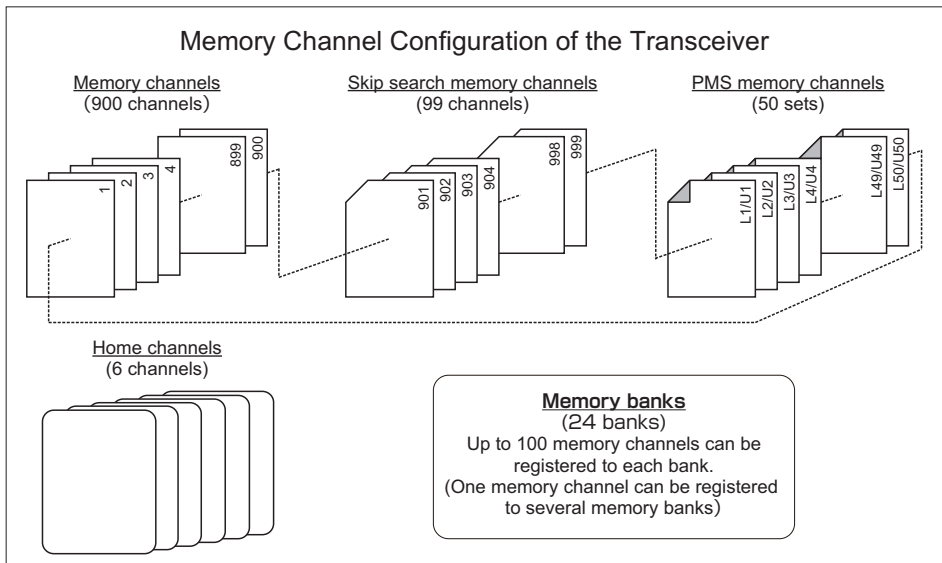 Memory Channel Configuration of the Transceiver
Memory channels
(900 channels)
Skip search memory channels
(99 channels)
PMS memory channels
(50 sets)
1
2
3
4
899
900
901
902
903
904
998
999
L1/U1
L2/U2
L3/U3
L4/U4
L49/U49
L50/U50
Home channels
(6 channels)
Memory banks
(24 banks)
Up to 100 memory channels can be
registered to each bank.
(One memory channel can be registered
to several memory banks)